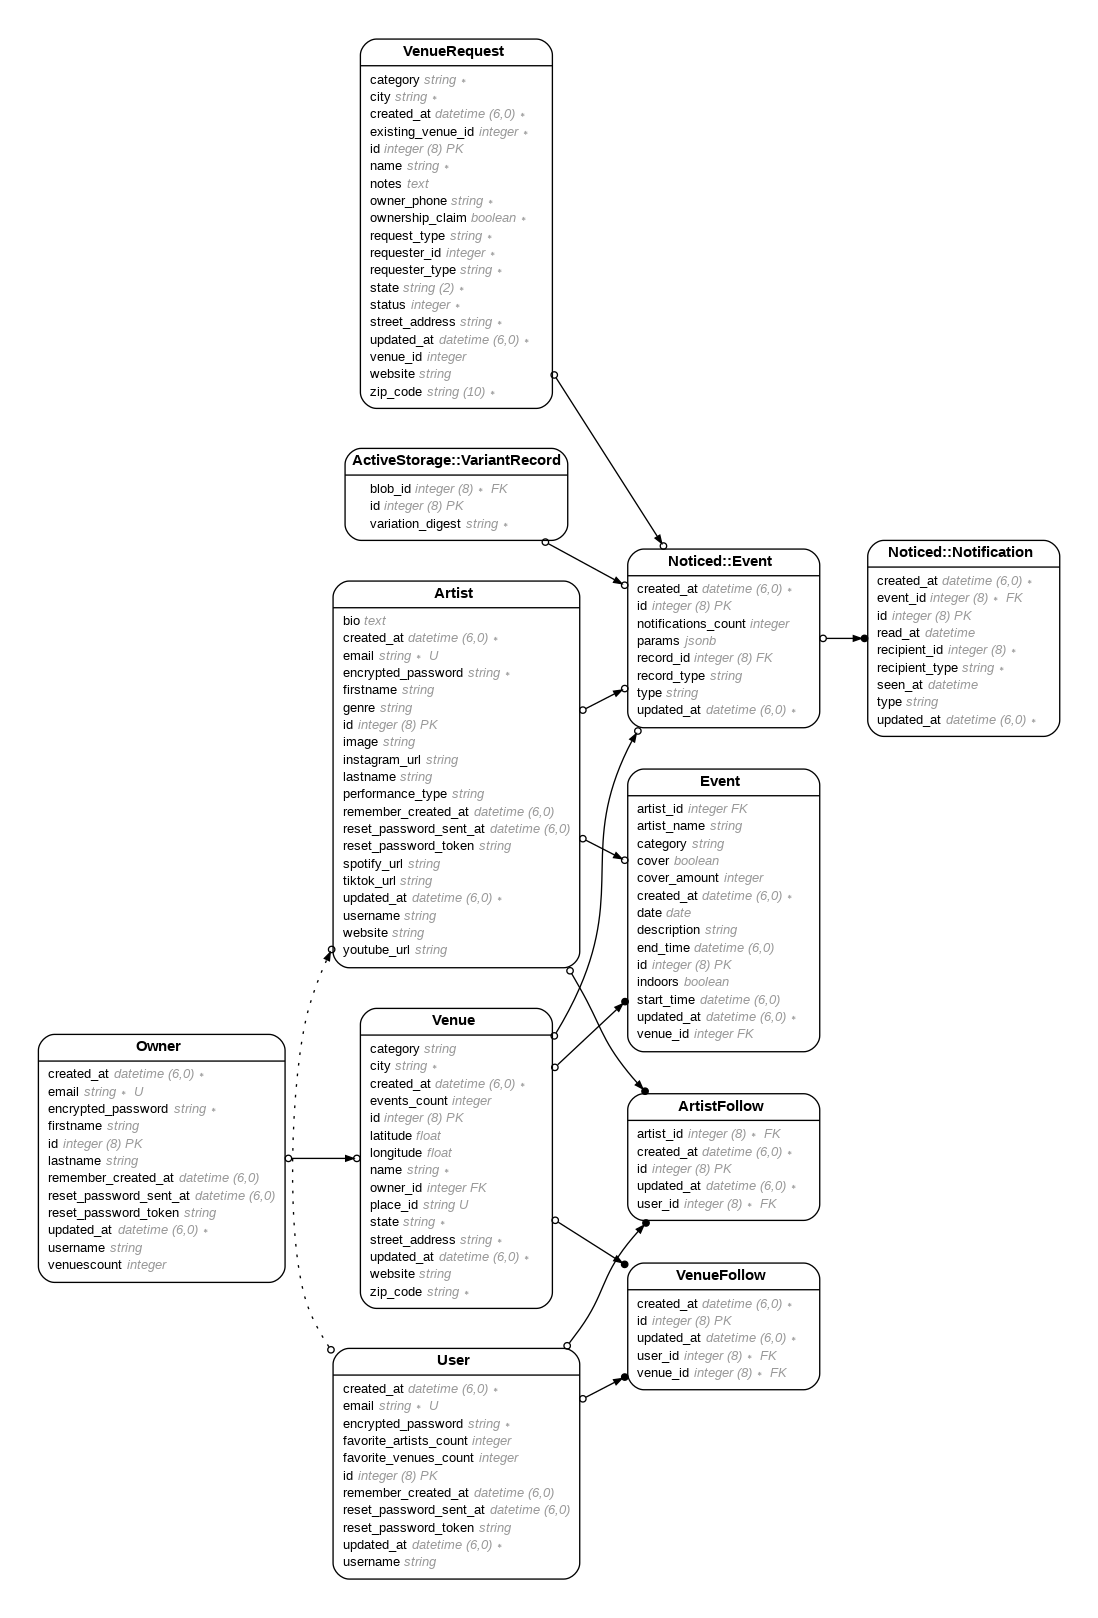 VenueRequest
category string ∗
city string ∗
created_at datetime (6,0) ∗
existing_venue_id integer ∗
id integer (8) PK
name string ∗
notes text
owner_phone string ∗
ownership_claim boolean ∗
request_type string ∗
requester_id integer ∗
requester_type string ∗
state string (2) ∗
status integer ∗
street_address string ∗
updated_at datetime (6,0) ∗
venue_id integer
website string
zip_code string (10) ∗
ActiveStorage::VariantRecord
blob_id integer (8) ∗ FK
id integer (8) PK
variation_digest string ∗
Artist
bio text
created_at datetime (6,0) ∗
email string ∗ U
encrypted_password string ∗
firstname string
genre string
id integer (8) PK
image string
instagram_url string
lastname string
performance_type string
remember_created_at datetime (6,0)
reset_password_sent_at datetime (6,0)
reset_password_token string
spotify_url string
tiktok_url string
updated_at datetime (6,0) ∗
username string
website string
youtube_url string
Noticed::Event
created_at datetime (6,0) ∗
id integer (8) PK
notifications_count integer
params jsonb
record_id integer (8) FK
record_type string
type string
updated_at datetime (6,0) ∗
Noticed::Notification
created_at datetime (6,0) ∗
event_id integer (8) ∗ FK
id integer (8) PK
read_at datetime
recipient_id integer (8) ∗
recipient_type string ∗
seen_at datetime
type string
updated_at datetime (6,0) ∗
Event
artist_id integer FK
artist_name string
category string
cover boolean
cover_amount integer
created_at datetime (6,0) ∗
date date
description string
end_time datetime (6,0)
id integer (8) PK
indoors boolean
start_time datetime (6,0)
updated_at datetime (6,0) ∗
venue_id integer FK
Owner
created_at datetime (6,0) ∗
email string ∗ U
encrypted_password string ∗
firstname string
id integer (8) PK
lastname string
remember_created_at datetime (6,0)
reset_password_sent_at datetime (6,0)
reset_password_token string
updated_at datetime (6,0) ∗
username string
venuescount integer
Venue
category string
city string ∗
created_at datetime (6,0) ∗
events_count integer
id integer (8) PK
latitude float
longitude float
name string ∗
owner_id integer FK
place_id string U
state string ∗
street_address string ∗
updated_at datetime (6,0) ∗
website string
zip_code string ∗
ArtistFollow
artist_id integer (8) ∗ FK
created_at datetime (6,0) ∗
id integer (8) PK
updated_at datetime (6,0) ∗
user_id integer (8) ∗ FK
VenueFollow
created_at datetime (6,0) ∗
id integer (8) PK
updated_at datetime (6,0) ∗
user_id integer (8) ∗ FK
venue_id integer (8) ∗ FK
User
created_at datetime (6,0) ∗
email string ∗ U
encrypted_password string ∗
favorite_artists_count integer
favorite_venues_count integer
id integer (8) PK
remember_created_at datetime (6,0)
reset_password_sent_at datetime (6,0)
reset_password_token string
updated_at datetime (6,0) ∗
username string